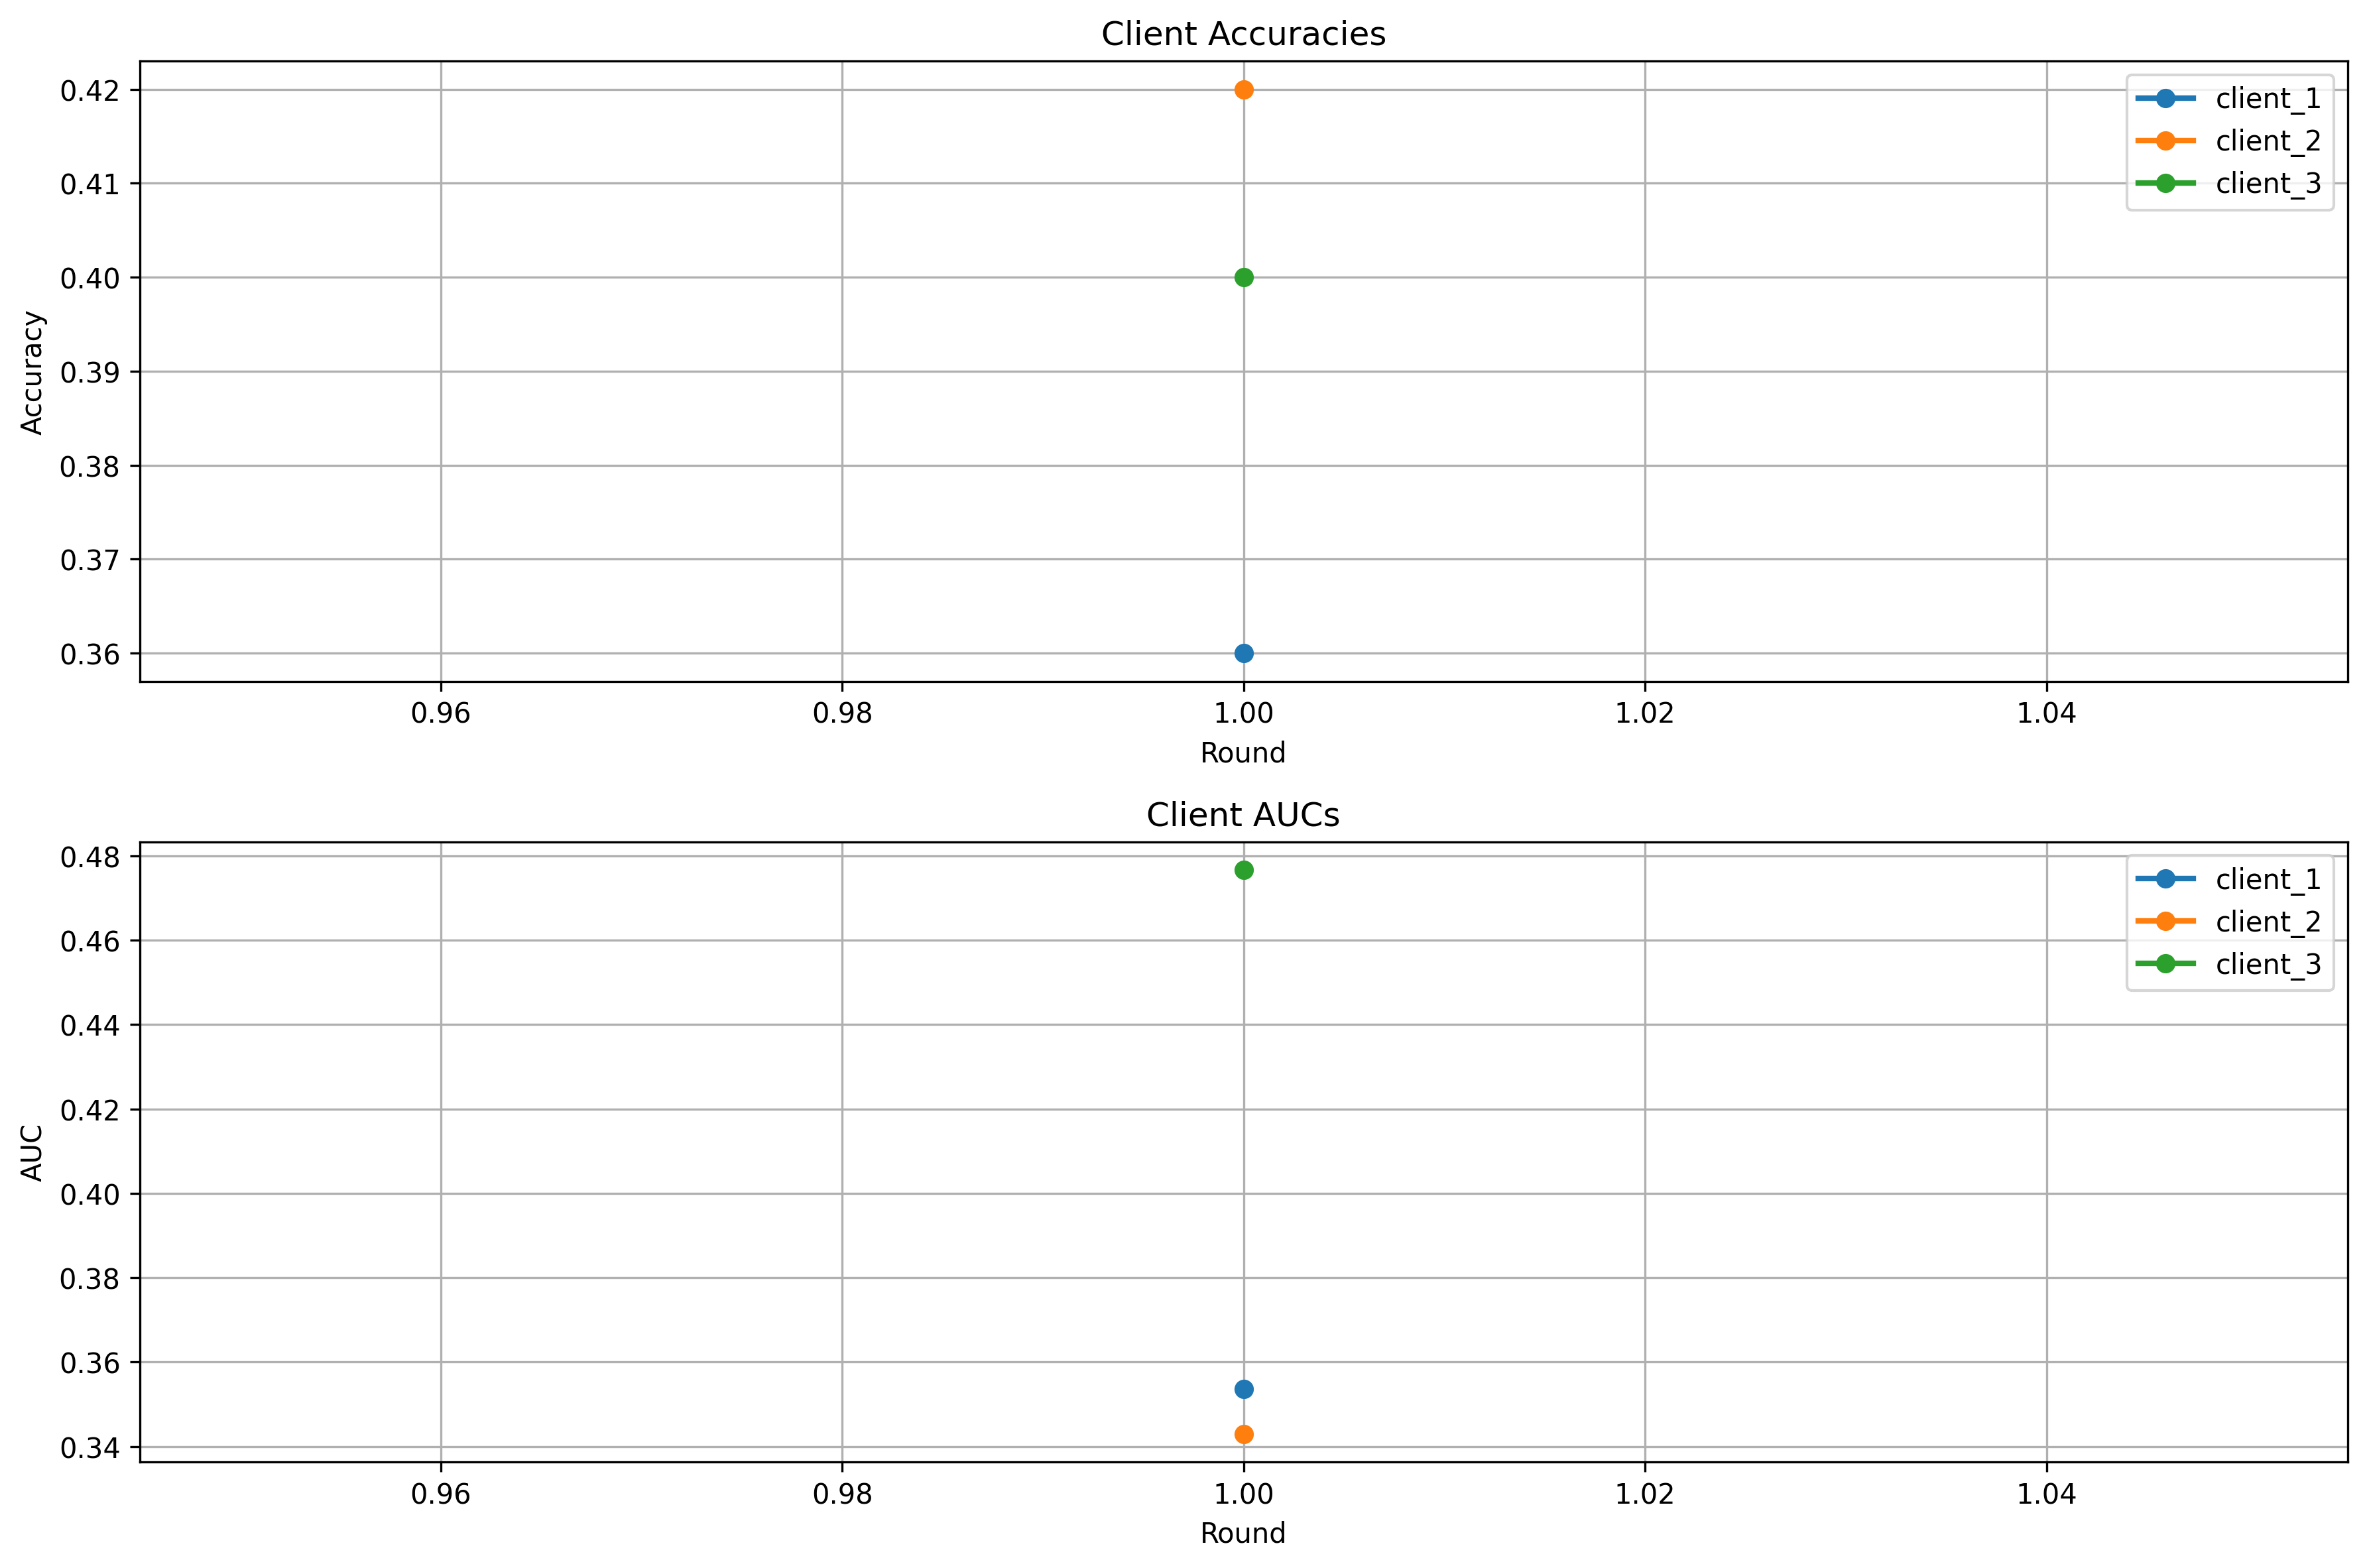 Client Accuracies
0.42
0.41
0.40
0.39
0.38
0.37
0.36
Accuracy
client_1
client_2
client_3
0.96 0.98 1.00 1.02 1.04
Round
Client AUCs
0.48
0.46
0.44
0.42
0.40
0.38
0.36
0.34
AUC
client_1
client_2
client_3
0.96 0.98 1.00 1.02 1.04
Round